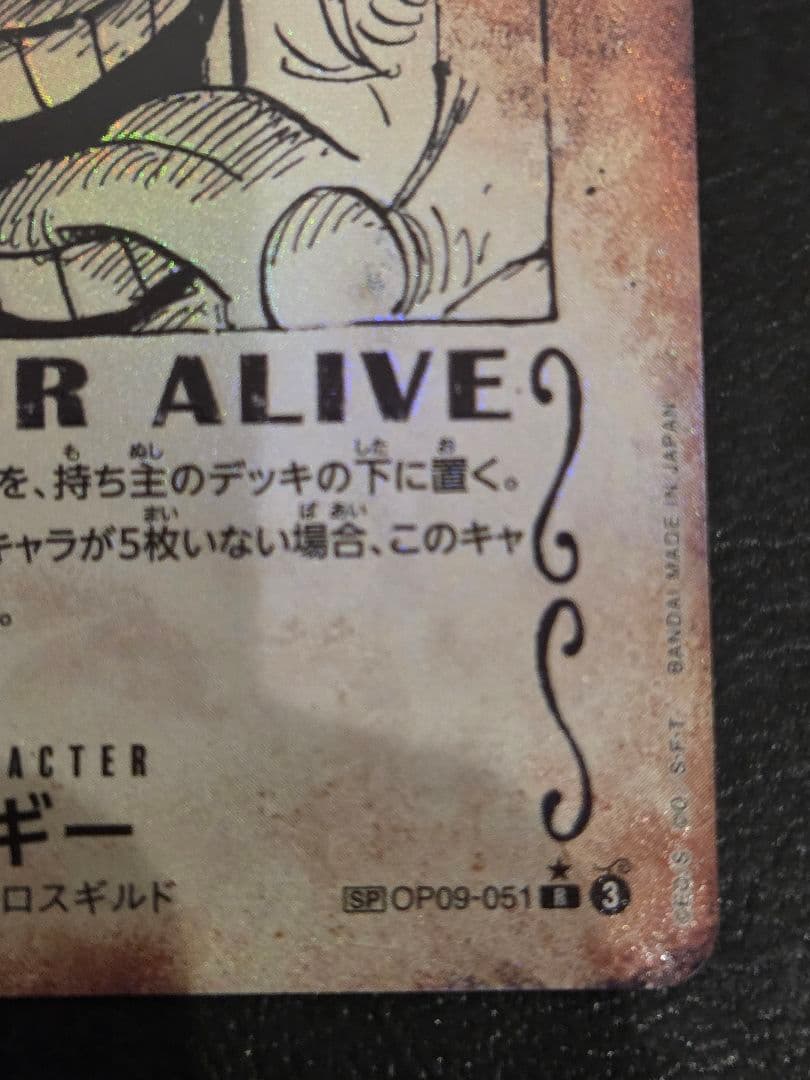 R ALIVE
を、持ち主のデッキの下に置く。
キャラが5枚いない場合、このキャ
。
ACTER
ギー
ロスギルド
SP OP09-051 R 3
BANDAI MADE IN JAPAN
S·F·T